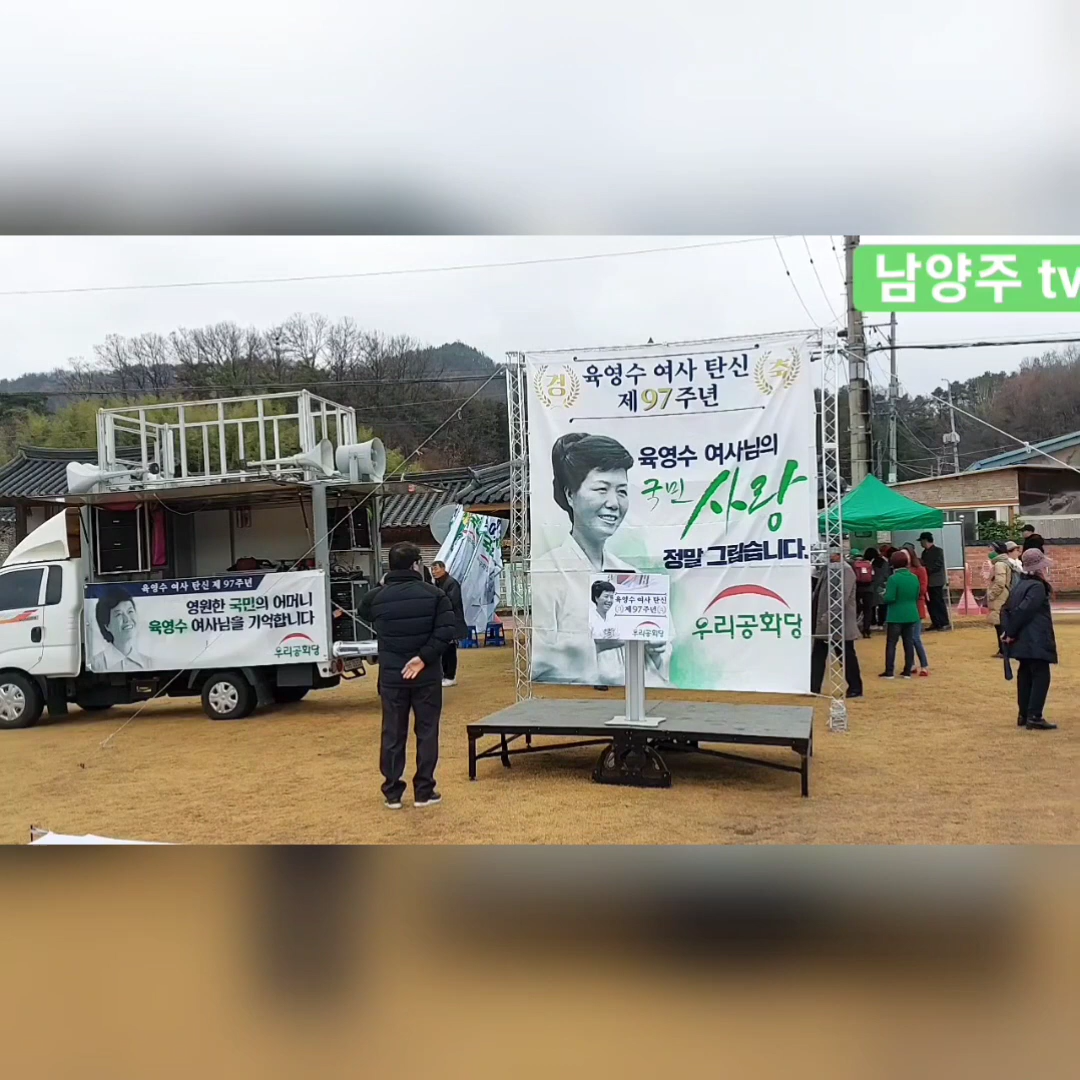 남양주 tv
경 육영수 여사 탄신 축
제97주년
육영수 여사님의
국민 사랑
정말 그립습니다.
우리공화당
육영수 여사 탄신
제97주년
우리공화당
육영수 여사 탄신 제 97주년
영원한 국민의 어머니
육영수 여사님을 기억합니다
우리공화당